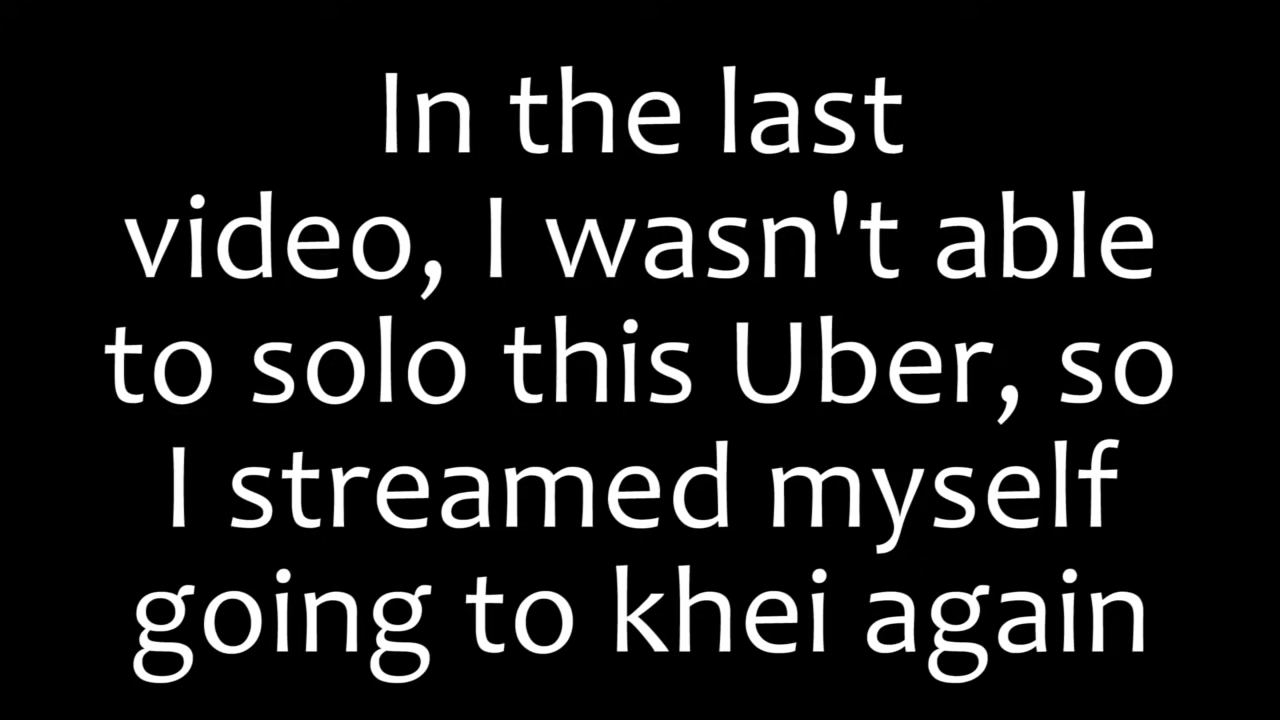 In the last
video, I wasn't able
to solo this Uber, so
I streamed myself
going to khei again